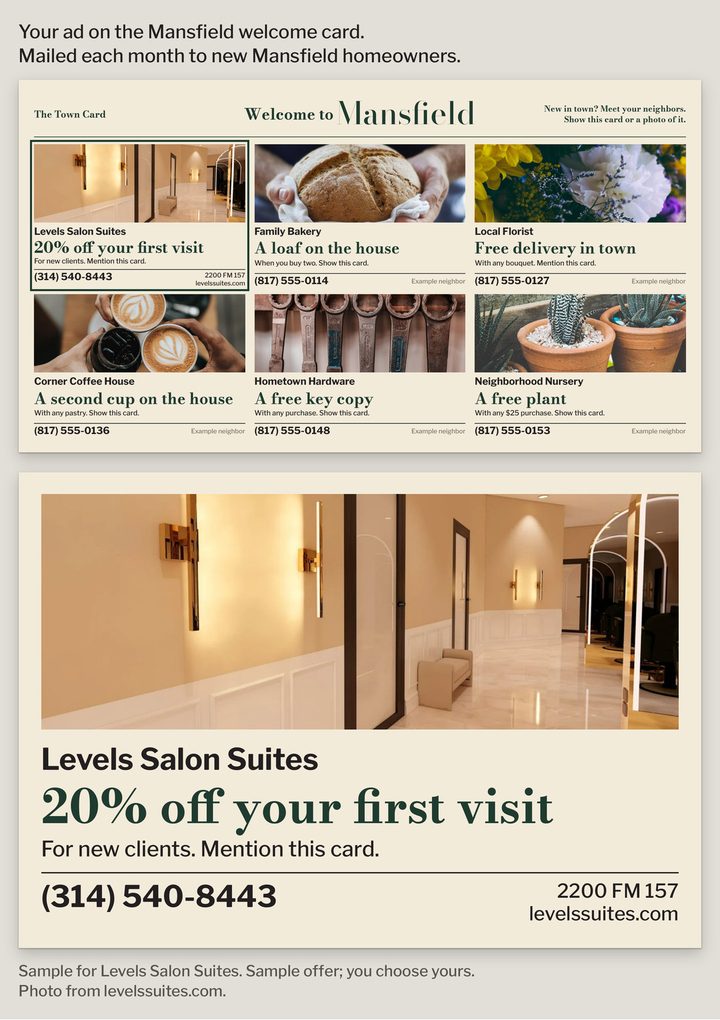 Your ad on the Mansfield welcome card.
Mailed each month to new Mansfield homeowners.
The Town Card
Welcome to Mansfield
New in town? Meet your neighbors.
Show this card or a photo of it.
Levels Salon Suites
20% off your first visit
For new clients. Mention this card.
(314) 540-8443
2200 FM 157
levelssuites.com
Family Bakery
A loaf on the house
When you buy two. Show this card.
(817) 555-0114
Example neighbor
Local Florist
Free delivery in town
With any bouquet. Mention this card.
(817) 555-0127
Example neighbor
Corner Coffee House
A second cup on the house
With any pastry. Show this card.
(817) 555-0136
Example neighbor
Hometown Hardware
A free key copy
With any purchase. Show this card.
(817) 555-0148
Example neighbor
Neighborhood Nursery
A free plant
With any $25 purchase. Show this card.
(817) 555-0153
Example neighbor
Levels Salon Suites
20% off your first visit
For new clients. Mention this card.
(314) 540-8443
2200 FM 157
levelssuites.com
Sample for Levels Salon Suites. Sample offer; you choose yours.
Photo from levelssuites.com.